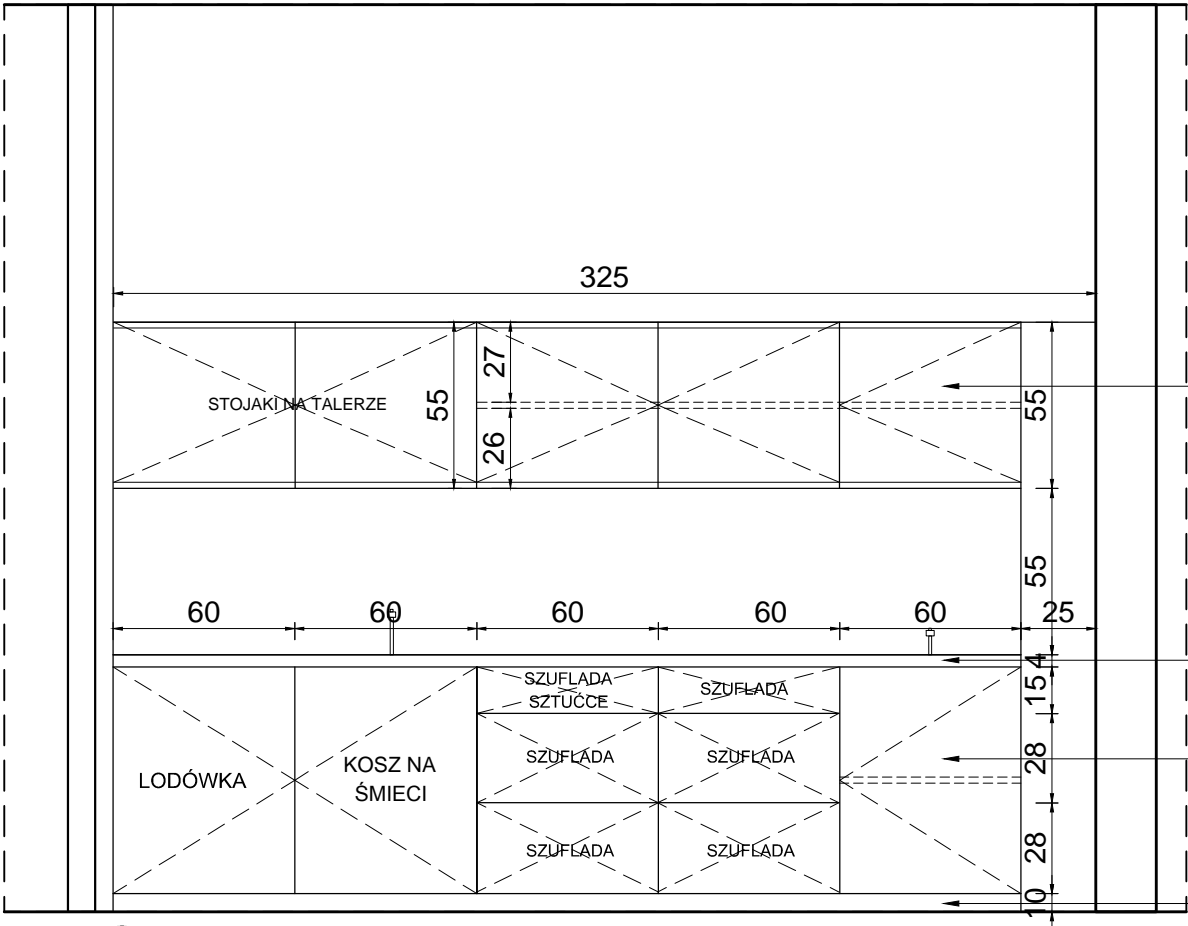 325
27
STOJAKI NA TALERZE
55
55
26
55
60
60
60
60
60
25
4
SZUFLADA
SZTUĆCE
SZUFLADA
15
LODÓWKA
KOSZ NA
ŚMIECI
SZUFLADA
SZUFLADA
28
SZUFLADA
SZUFLADA
28
10